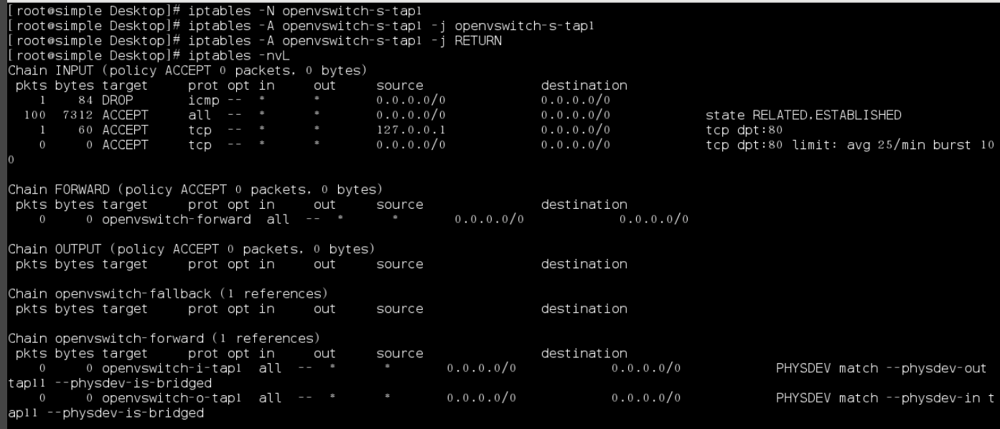 [root@simple Desktop]# iptables -N openvswitch-s-tap1
[root@simple Desktop]# iptables -A openvswitch-s-tap1 -j openvswitch-s-tap1
[root@simple Desktop]# iptables -A openvswitch-s-tap1 -j RETURN
[root@simple Desktop]# iptables -nvL
Chain INPUT (policy ACCEPT 0 packets, 0 bytes)
 pkts bytes target     prot opt in     out     source               destination
    1    84 DROP       icmp --  *      *       0.0.0.0/0            0.0.0.0/0
  100  7312 ACCEPT     all  --  *      *       0.0.0.0/0            0.0.0.0/0            state RELATED,ESTABLISHED
    1    60 ACCEPT     tcp  --  *      *       127.0.0.1            0.0.0.0/0            tcp dpt:80
    0     0 ACCEPT     tcp  --  *      *       0.0.0.0/0            0.0.0.0/0            tcp dpt:80 limit: avg 25/min burst 10
0
Chain FORWARD (policy ACCEPT 0 packets, 0 bytes)
 pkts bytes target     prot opt in     out     source               destination
    0     0 openvswitch-forward  all  --  *      *       0.0.0.0/0            0.0.0.0/0
Chain OUTPUT (policy ACCEPT 0 packets, 0 bytes)
 pkts bytes target     prot opt in     out     source               destination
Chain openvswitch-fallback (1 references)
 pkts bytes target     prot opt in     out     source               destination
Chain openvswitch-forward (1 references)
 pkts bytes target     prot opt in     out     source               destination
    0     0 openvswitch-i-tap1  all  --  *      *       0.0.0.0/0            0.0.0.0/0            PHYSDEV match --physdev-out
tap11 --physdev-is-bridged
    0     0 openvswitch-o-tap1  all  --  *      *       0.0.0.0/0            0.0.0.0/0            PHYSDEV match --physdev-in t
ap11 --physdev-is-bridged